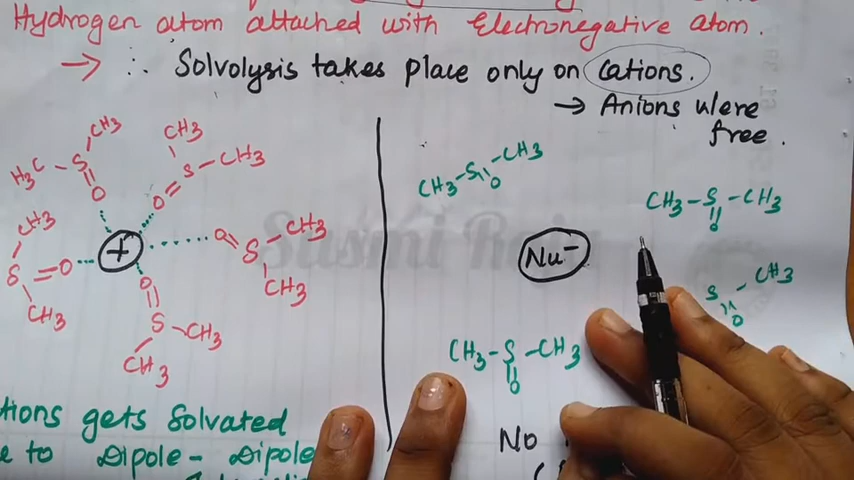 Hydrogen atom attached with Electronegative atom.
→ ∴ Solvolysis takes place only on cations.
→ Anions were
free.
CH3 CH3
H3C S S CH3
O O
CH3
S O + O S CH3
CH3 CH3
O
S CH3
CH3
CH3 S CH3
O
CH3 S CH3
O
Nu-
S CH3
O
CH3 S CH3
O
tions gets Solvated
to Dipole - Dipole
No
Susmi Raja